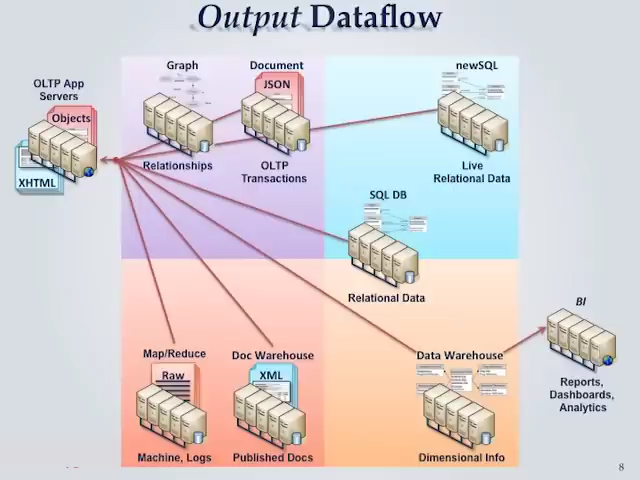 Output Dataflow
OLTP App
Servers
Objects
XHTML
Graph
Relationships
Document
JSON
OLTP
Transactions
newSQL
Live
Relational Data
SQL DB
Relational Data
Map/Reduce
Raw
Machine, Logs
Doc Warehouse
XML
Published Docs
Data Warehouse
Dimensional Info
BI
Reports,
Dashboards,
Analytics
8